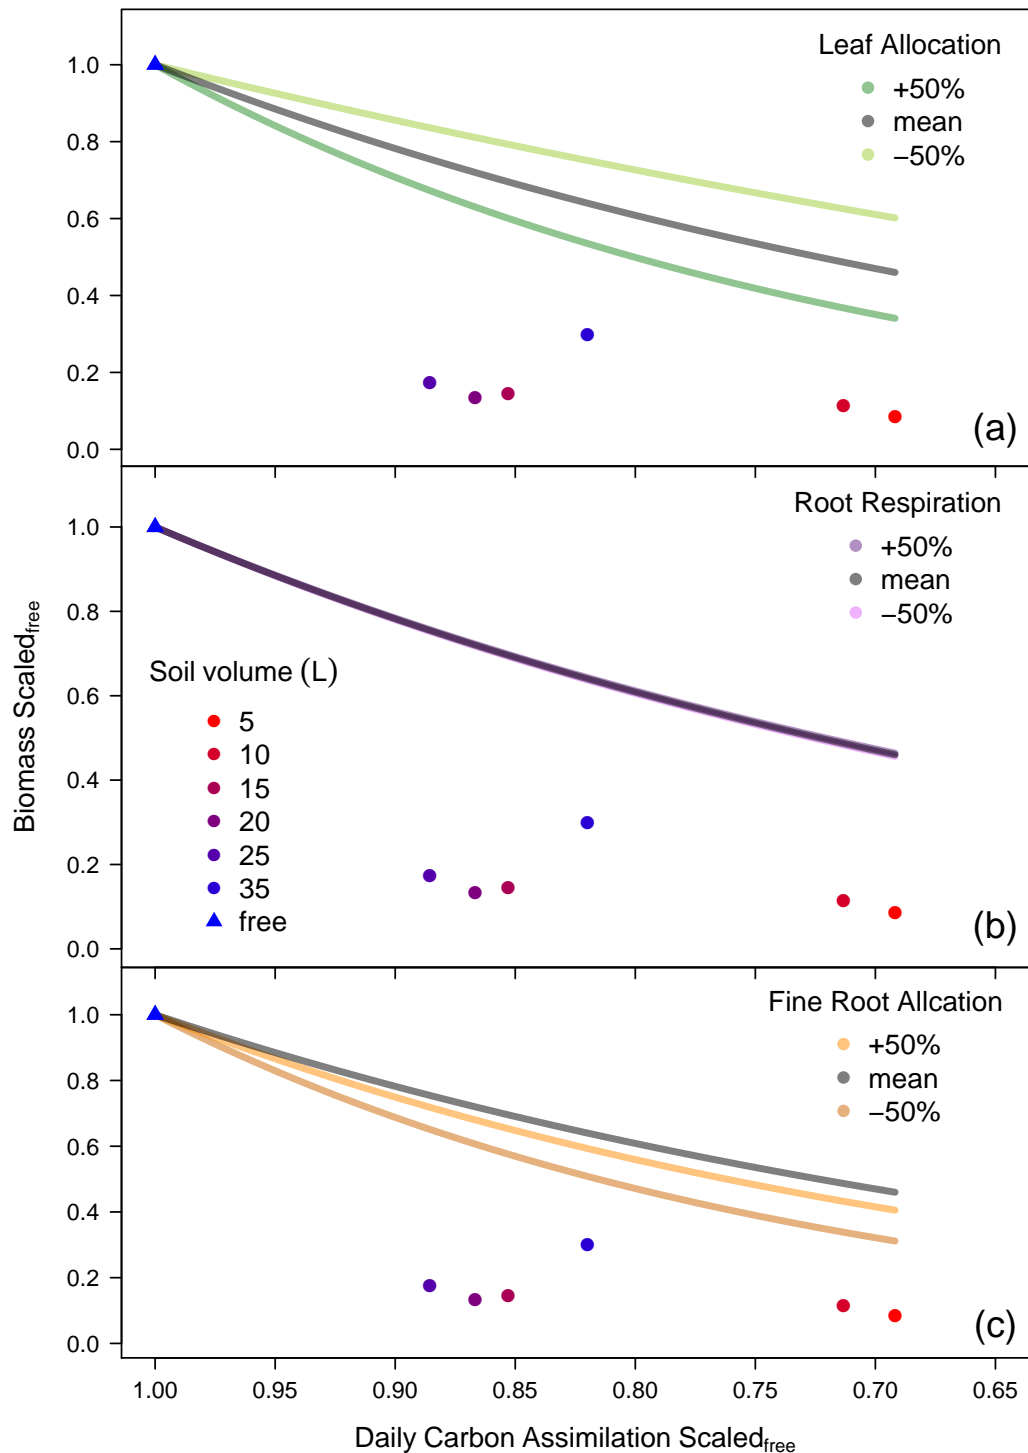 Leaf Allocation
+50%
mean
−50%
1.0
0.8
0.6
0.4
0.2
0.0
(a)
Root Respiration
+50%
mean
−50%
1.0
0.8
0.6
0.4
0.2
0.0
Soil volume (L)
5
10
15
20
25
35
free
(b)
Biomass Scaled_free
Fine Root Allcation
+50%
mean
−50%
1.0
0.8
0.6
0.4
0.2
0.0
(c)
1.00 0.95 0.90 0.85 0.80 0.75 0.70 0.65
Daily Carbon Assimilation Scaled_free